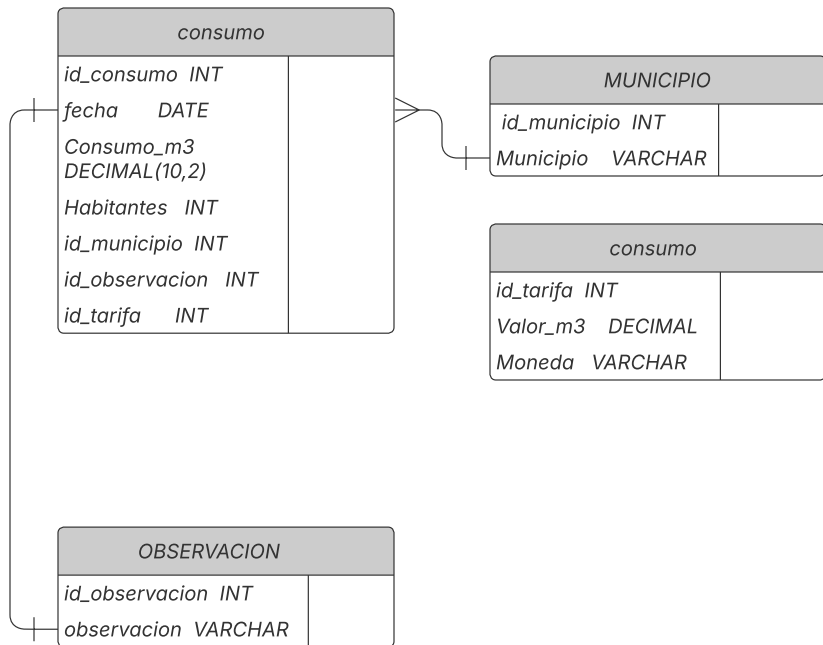 consumo
id_consumo INT
fecha DATE
Consumo_m3
DECIMAL(10,2)
Habitantes INT
id_municipio INT
id_observacion INT
id_tarifa INT
MUNICIPIO
id_municipio INT
Municipio VARCHAR
consumo
id_tarifa INT
Valor_m3 DECIMAL
Moneda VARCHAR
OBSERVACION
id_observacion INT
observacion VARCHAR